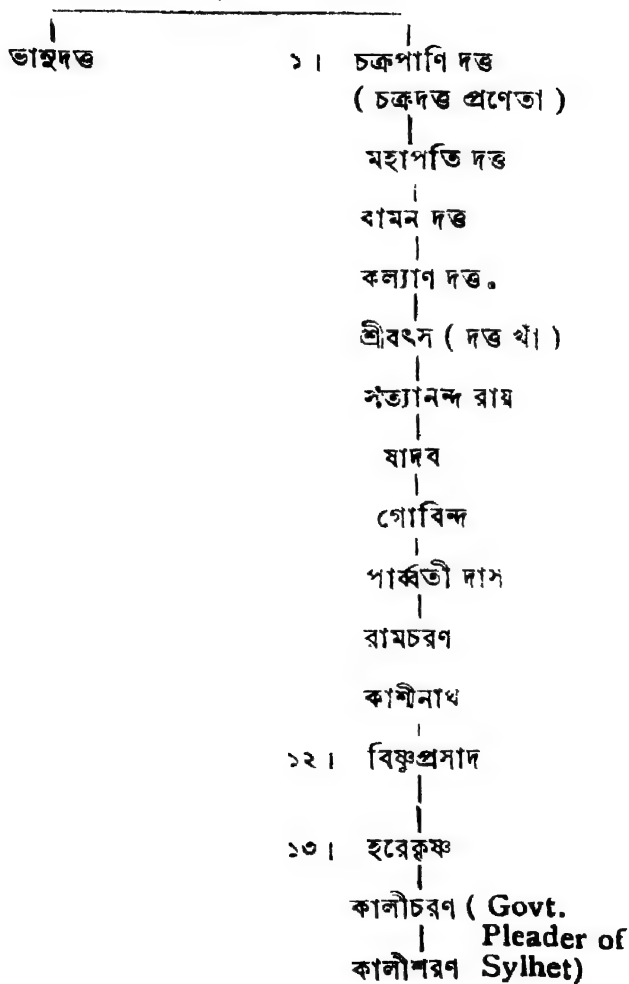 ভানুদত্ত ১। চক্রপাণি দত্ত
( চক্রদত্ত প্রণেতা )
মহাপতি দত্ত
বামন দত্ত
কল্যাণ দত্ত।
শ্রীবৎস ( দত্ত খাঁ )
সত্যানন্দ রায়
যাদব
গোবিন্দ
পার্ব্বতী দাস
রামচরণ
কাশীনাথ
১২। বিষ্ণুপ্রসাদ
১৩। হরেকৃষ্ণ
কালীচরণ ( Govt.
Pleader of
কালীশরণ Sylhet)